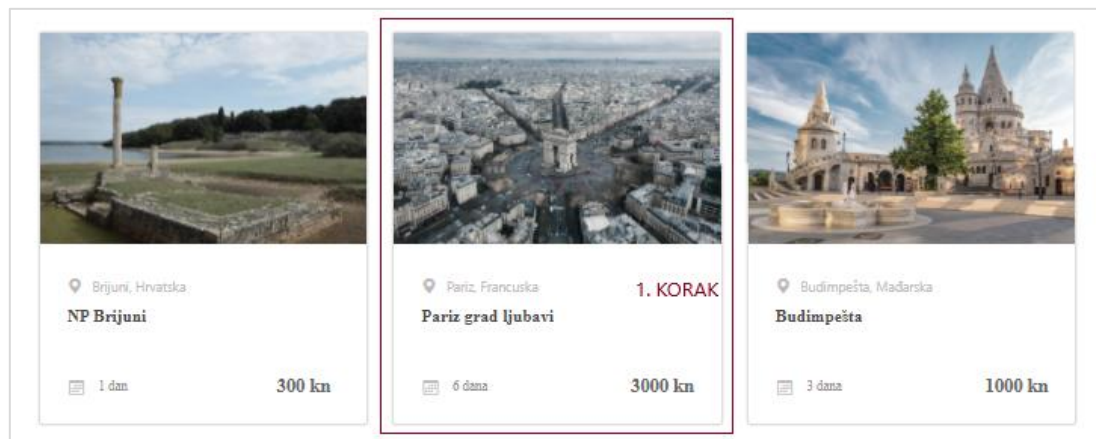 Brijuni, Hrvatska
NP Brijuni
1 dan
300 kn
Pariz, Francuska
1. KORAK
Pariz grad ljubavi
6 dana
3000 kn
Budimpešta, Mađarska
Budimpešta
3 dana
1000 kn